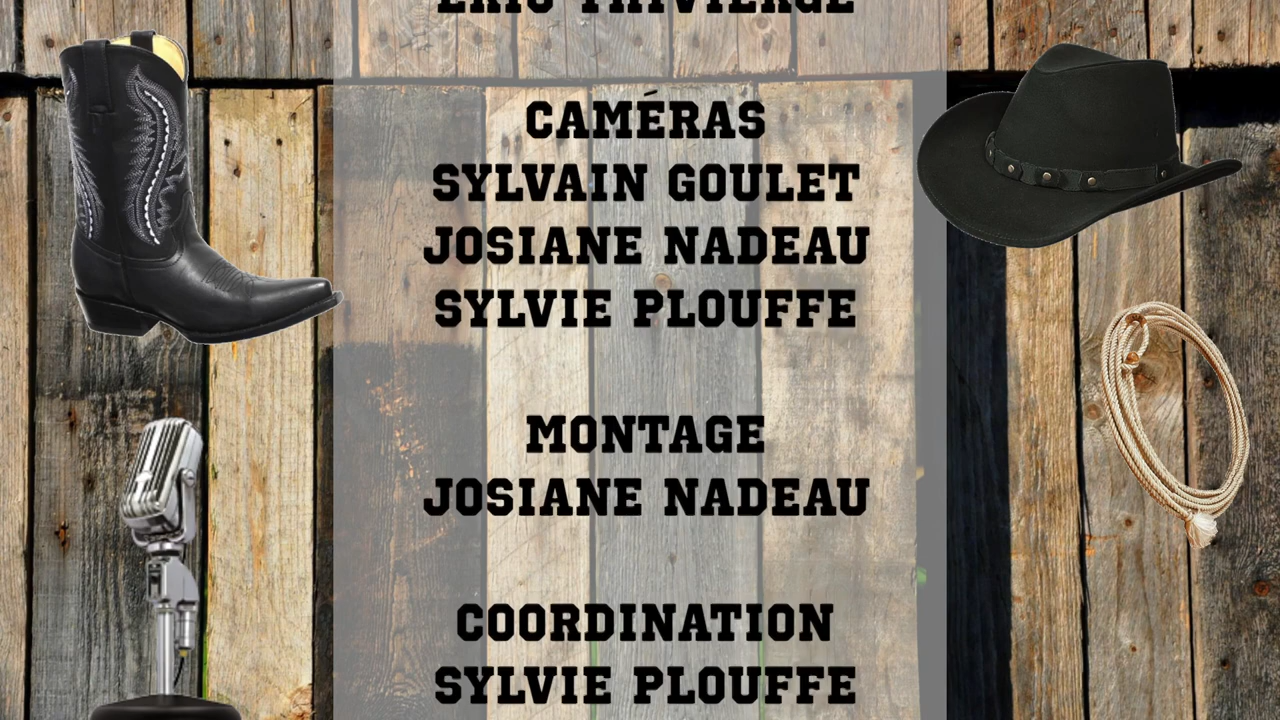 CAMÉRAS
SYLVAIN GOULET
JOSIANE NADEAU
SYLVIE PLOUFFE
MONTAGE
JOSIANE NADEAU
COORDINATION
SYLVIE PLOUFFE